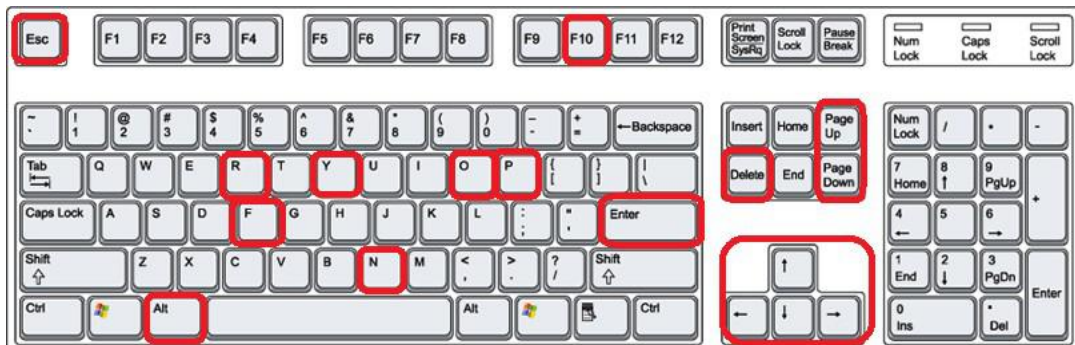 Esc F1 F2 F3 F4 F5 F6 F7 F8 F9 F10 F11 F12 Print Screen SysRq Scroll Lock Pause Break Num Lock Caps Lock Scroll Lock
~ ` ! 1 @ 2 # 3 $ 4 % 5 ^ 6 & 7 * 8 ( 9 ) 0 – - + = ←Backspace Insert Home Page Up Num Lock / * -
Tab Q W E R T Y U I O P { [ } ] | \ Delete End Page Down 7 Home 8 ↑ 9 PgUp +
Caps Lock A S D F G H J K L : ; " ' Enter 4 ← 5 6 →
Shift Z X C V B N M < , > . ? / Shift ↑ 1 End 2 ↓ 3 PgDn Enter
Ctrl Alt Alt Ctrl ← ↓ → 0 Ins . Del